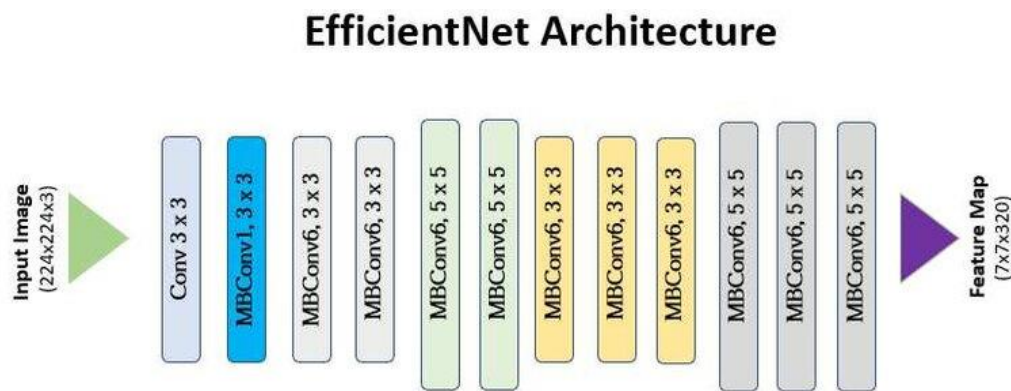 EfficientNet Architecture
Input Image
(224x224x3)
Conv 3 x 3
MBConv1, 3 x 3
MBConv6, 3 x 3
MBConv6, 3 x 3
MBConv6, 5 x 5
MBConv6, 5 x 5
MBConv6, 3 x 3
MBConv6, 3 x 3
MBConv6, 3 x 3
MBConv6, 5 x 5
MBConv6, 5 x 5
MBConv6, 5 x 5
Feature Map
(7x7x320)